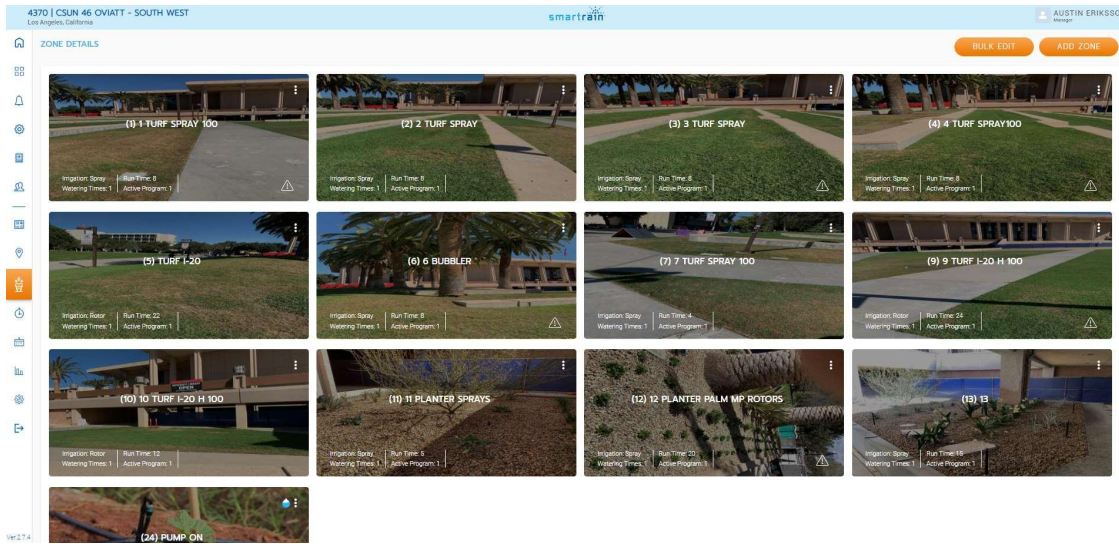 4370 | CSUN 46 OVIATT - SOUTH WEST
Los Angeles, California
smartrain
AUSTIN ERIKSSO
Manager
ZONE DETAILS
BULK EDIT
ADD ZONE
(1) 1 TURF SPRAY 100
Irrigation: Spray
Run Time: 8
Watering Times: 1
Active Program: 1
(2) 2 TURF SPRAY
Irrigation: Spray
Run Time: 8
Watering Times: 1
Active Program: 1
(3) 3 TURF SPRAY
Irrigation: Spray
Run Time: 8
Watering Times: 1
Active Program: 1
(4) 4 TURF SPRAY100
Irrigation: Spray
Run Time: 8
Watering Times: 1
Active Program: 1
(5) TURF I-20
Irrigation: Rotor
Run Time: 22
Watering Times: 1
Active Program: 1
(6) 6 BUBBLER
Irrigation: Spray
Run Time: 8
Watering Times: 1
Active Program: 1
(7) 7 TURF SPRAY 100
Irrigation: Spray
Run Time: 4
Watering Times: 1
Active Program: 1
(9) 9 TURF I-20 H 100
Irrigation: Rotor
Run Time: 24
Watering Times: 1
Active Program: 1
(10) 10 TURF I-20 H 100
OPEN
Irrigation: Rotor
Run Time: 12
Watering Times: 1
Active Program: 1
(11) 11 PLANTER SPRAYS
Irrigation: Spray
Run Time: 5
Watering Times: 1
Active Program: 1
(12) 12 PLANTER PALM MP ROTORS
Irrigation: Spray
Run Time: 20
Watering Times: 1
Active Program: 1
(13) 13
Irrigation: Spray
Run Time: 15
Watering Times: 1
Active Program: 1
(24) PUMP ON
Ver.2.7.4